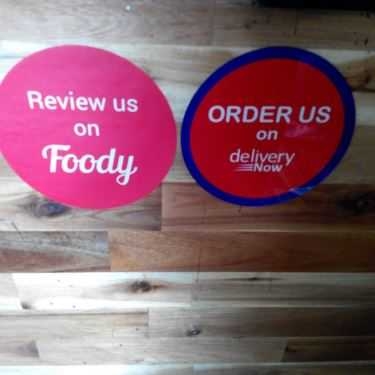 Review us
on
Foody
ORDER US
on
delivery
Now